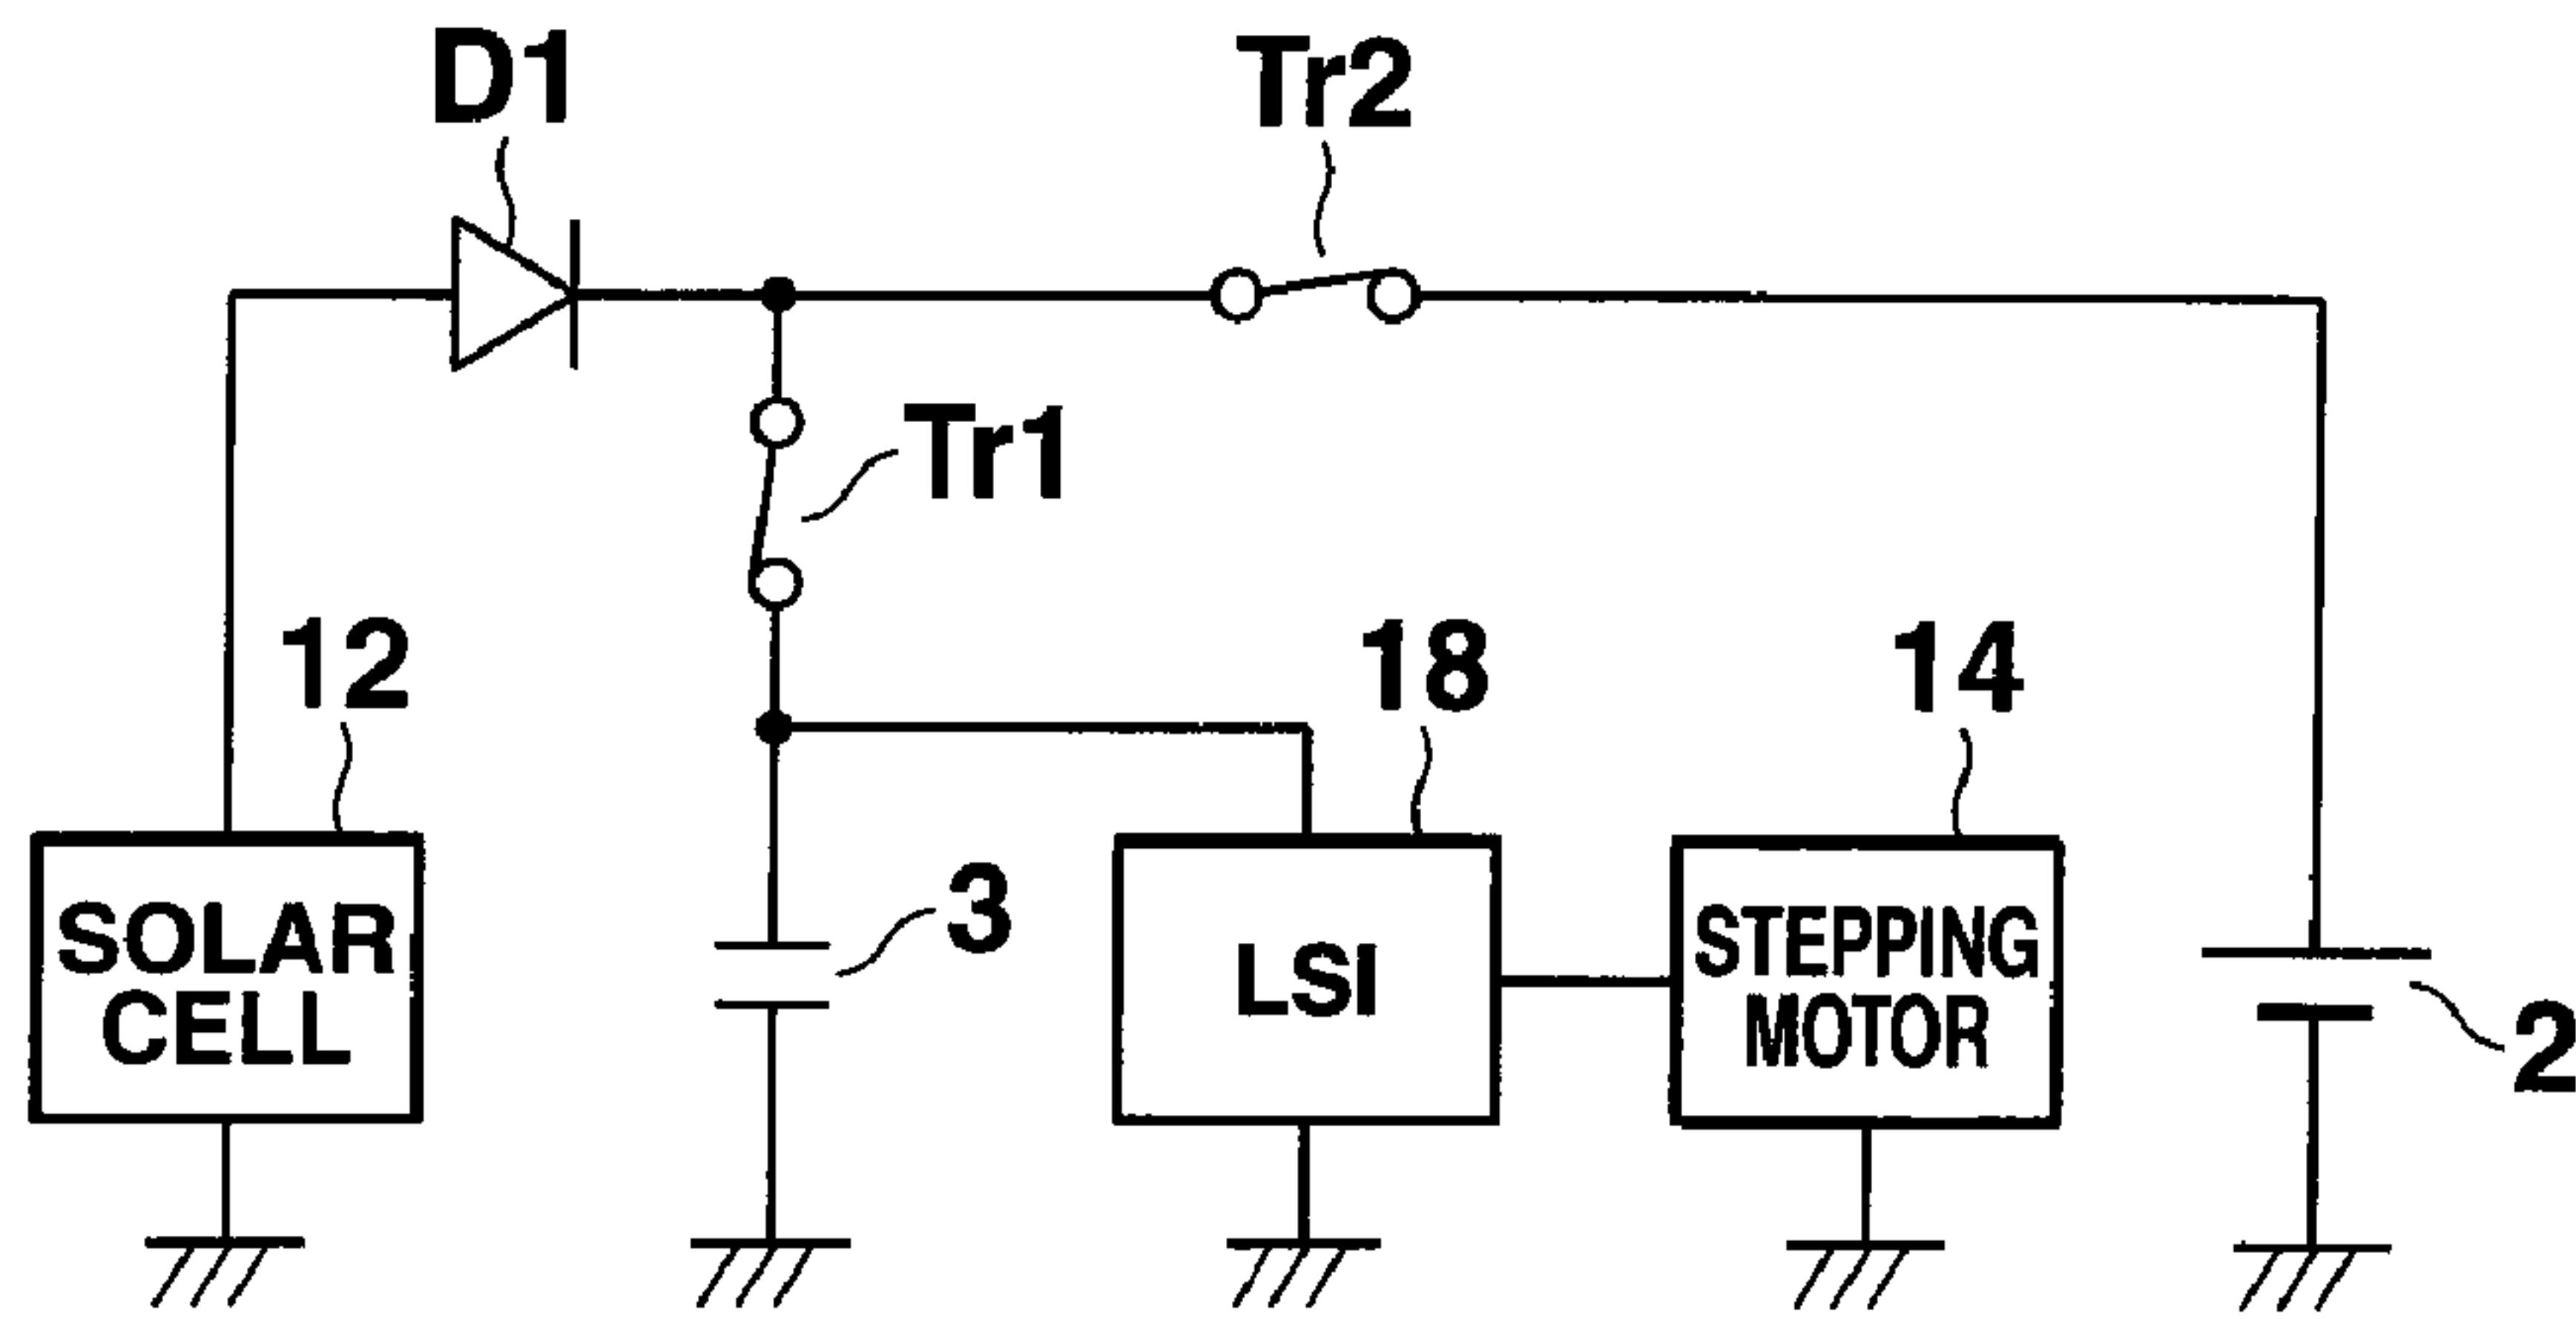 D1
Tr2
Tr1
12
18
14
3
SOLAR
CELL
LSI
STEPPING
MOTOR
2